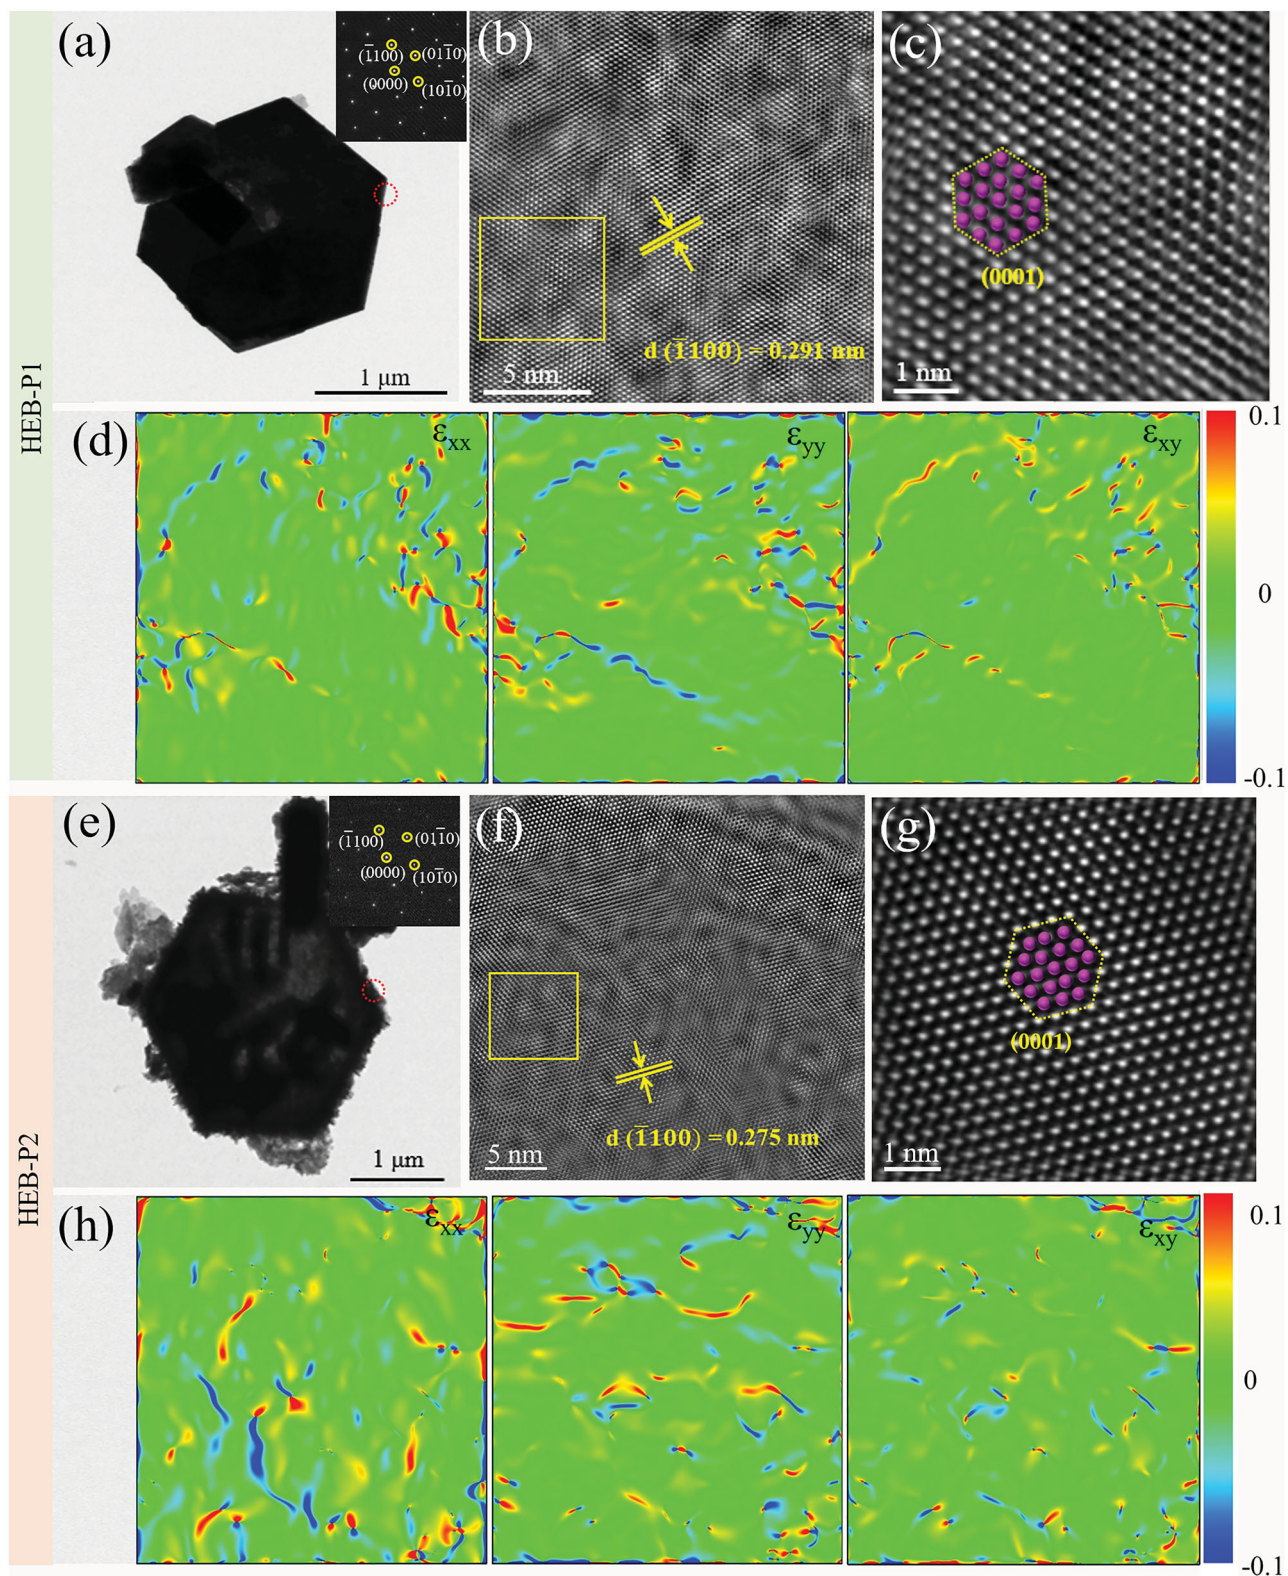 HEB-P1
(a)
(1̅100)
(011̅0)
(0000)
(101̅0)
1 μm
(b)
d (1̅100) = 0.291 nm
5 nm
(c)
(0001)
1 nm
(d)
εxx
εyy
εxy
0.1
0
-0.1
HEB-P2
(e)
(1̅100)
(011̅0)
(0000)
(101̅0)
1 μm
(f)
d (1̅100) = 0.275 nm
5 nm
(g)
(0001)
1 nm
(h)
εxx
εyy
εxy
0.1
0
-0.1